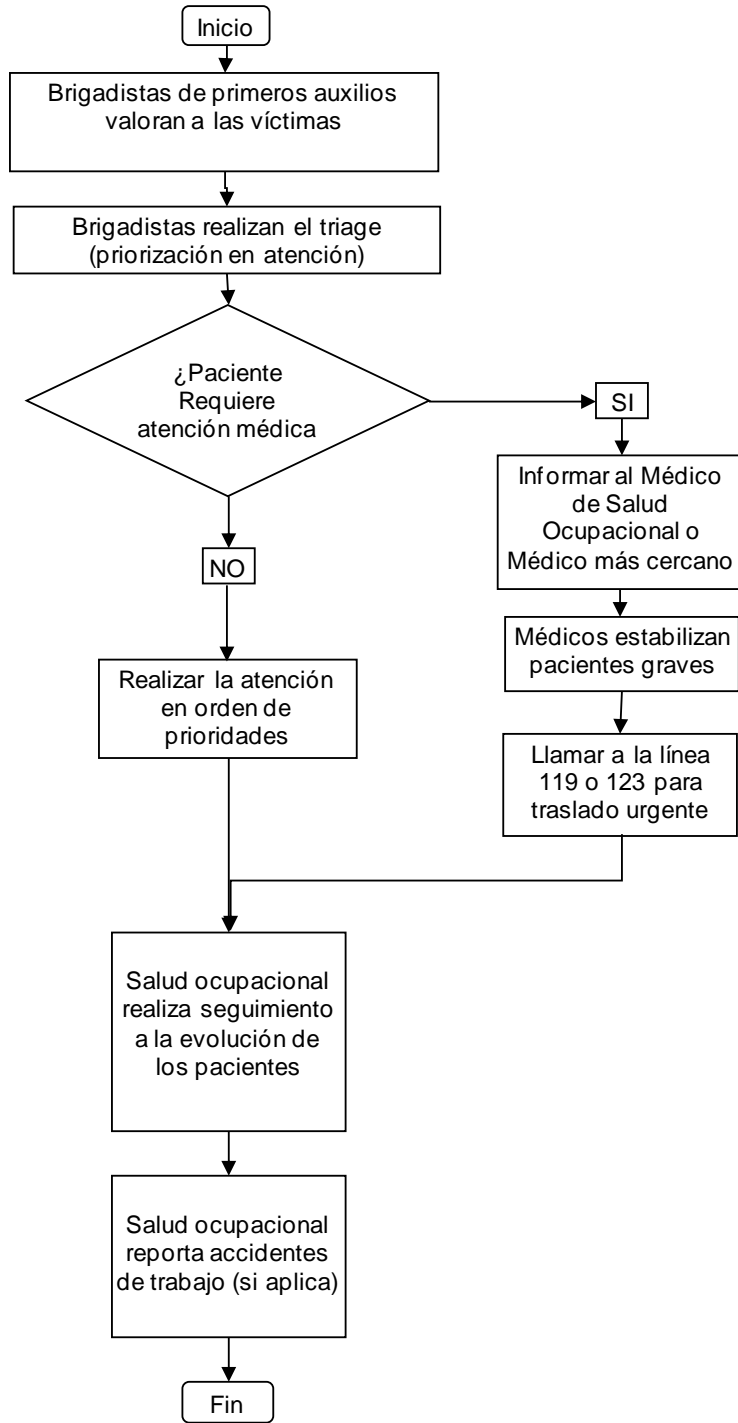 Inicio
Brigadistas de primeros auxilios
valoran a las víctimas
Brigadistas realizan el triage
(priorización en atención)
¿Paciente
Requiere
atención médica
SI
Informar al Médico
de Salud
Ocupacional o
Médico más cercano
NO
Médicos estabilizan
pacientes graves
Realizar la atención
en orden de
prioridades
Llamar a la línea
119 o 123 para
traslado urgente
Salud ocupacional
realiza seguimiento
a la evolución de
los pacientes
Salud ocupacional
reporta accidentes
de trabajo (si aplica)
Fin